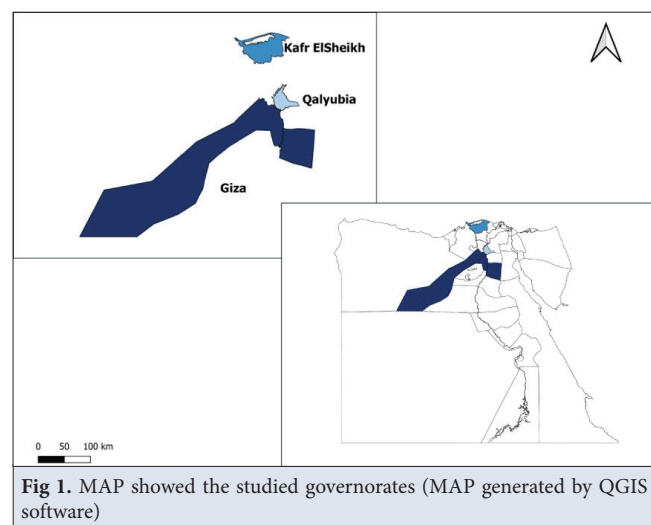 Kafr ElSheikh
Qalyubia
Giza
0 50 100 km
Fig 1. MAP showed the studied governorates (MAP generated by QGIS
software)